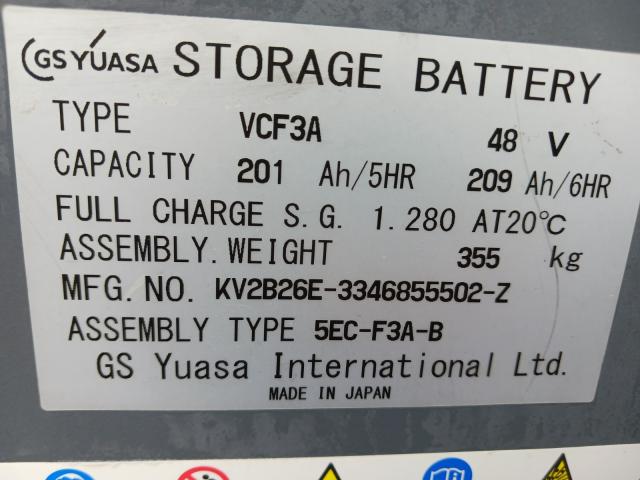 GS YUASA STORAGE BATTERY
TYPE VCF3A 48 V
CAPACITY 201 Ah/5HR 209 Ah/6HR
FULL CHARGE S.G. 1.280 AT20℃
ASSEMBLY.WEIGHT 355 kg
MFG.NO. KV2B26E-3346855502-Z
ASSEMBLY TYPE 5EC-F3A-B
GS Yuasa International Ltd.
MADE IN JAPAN